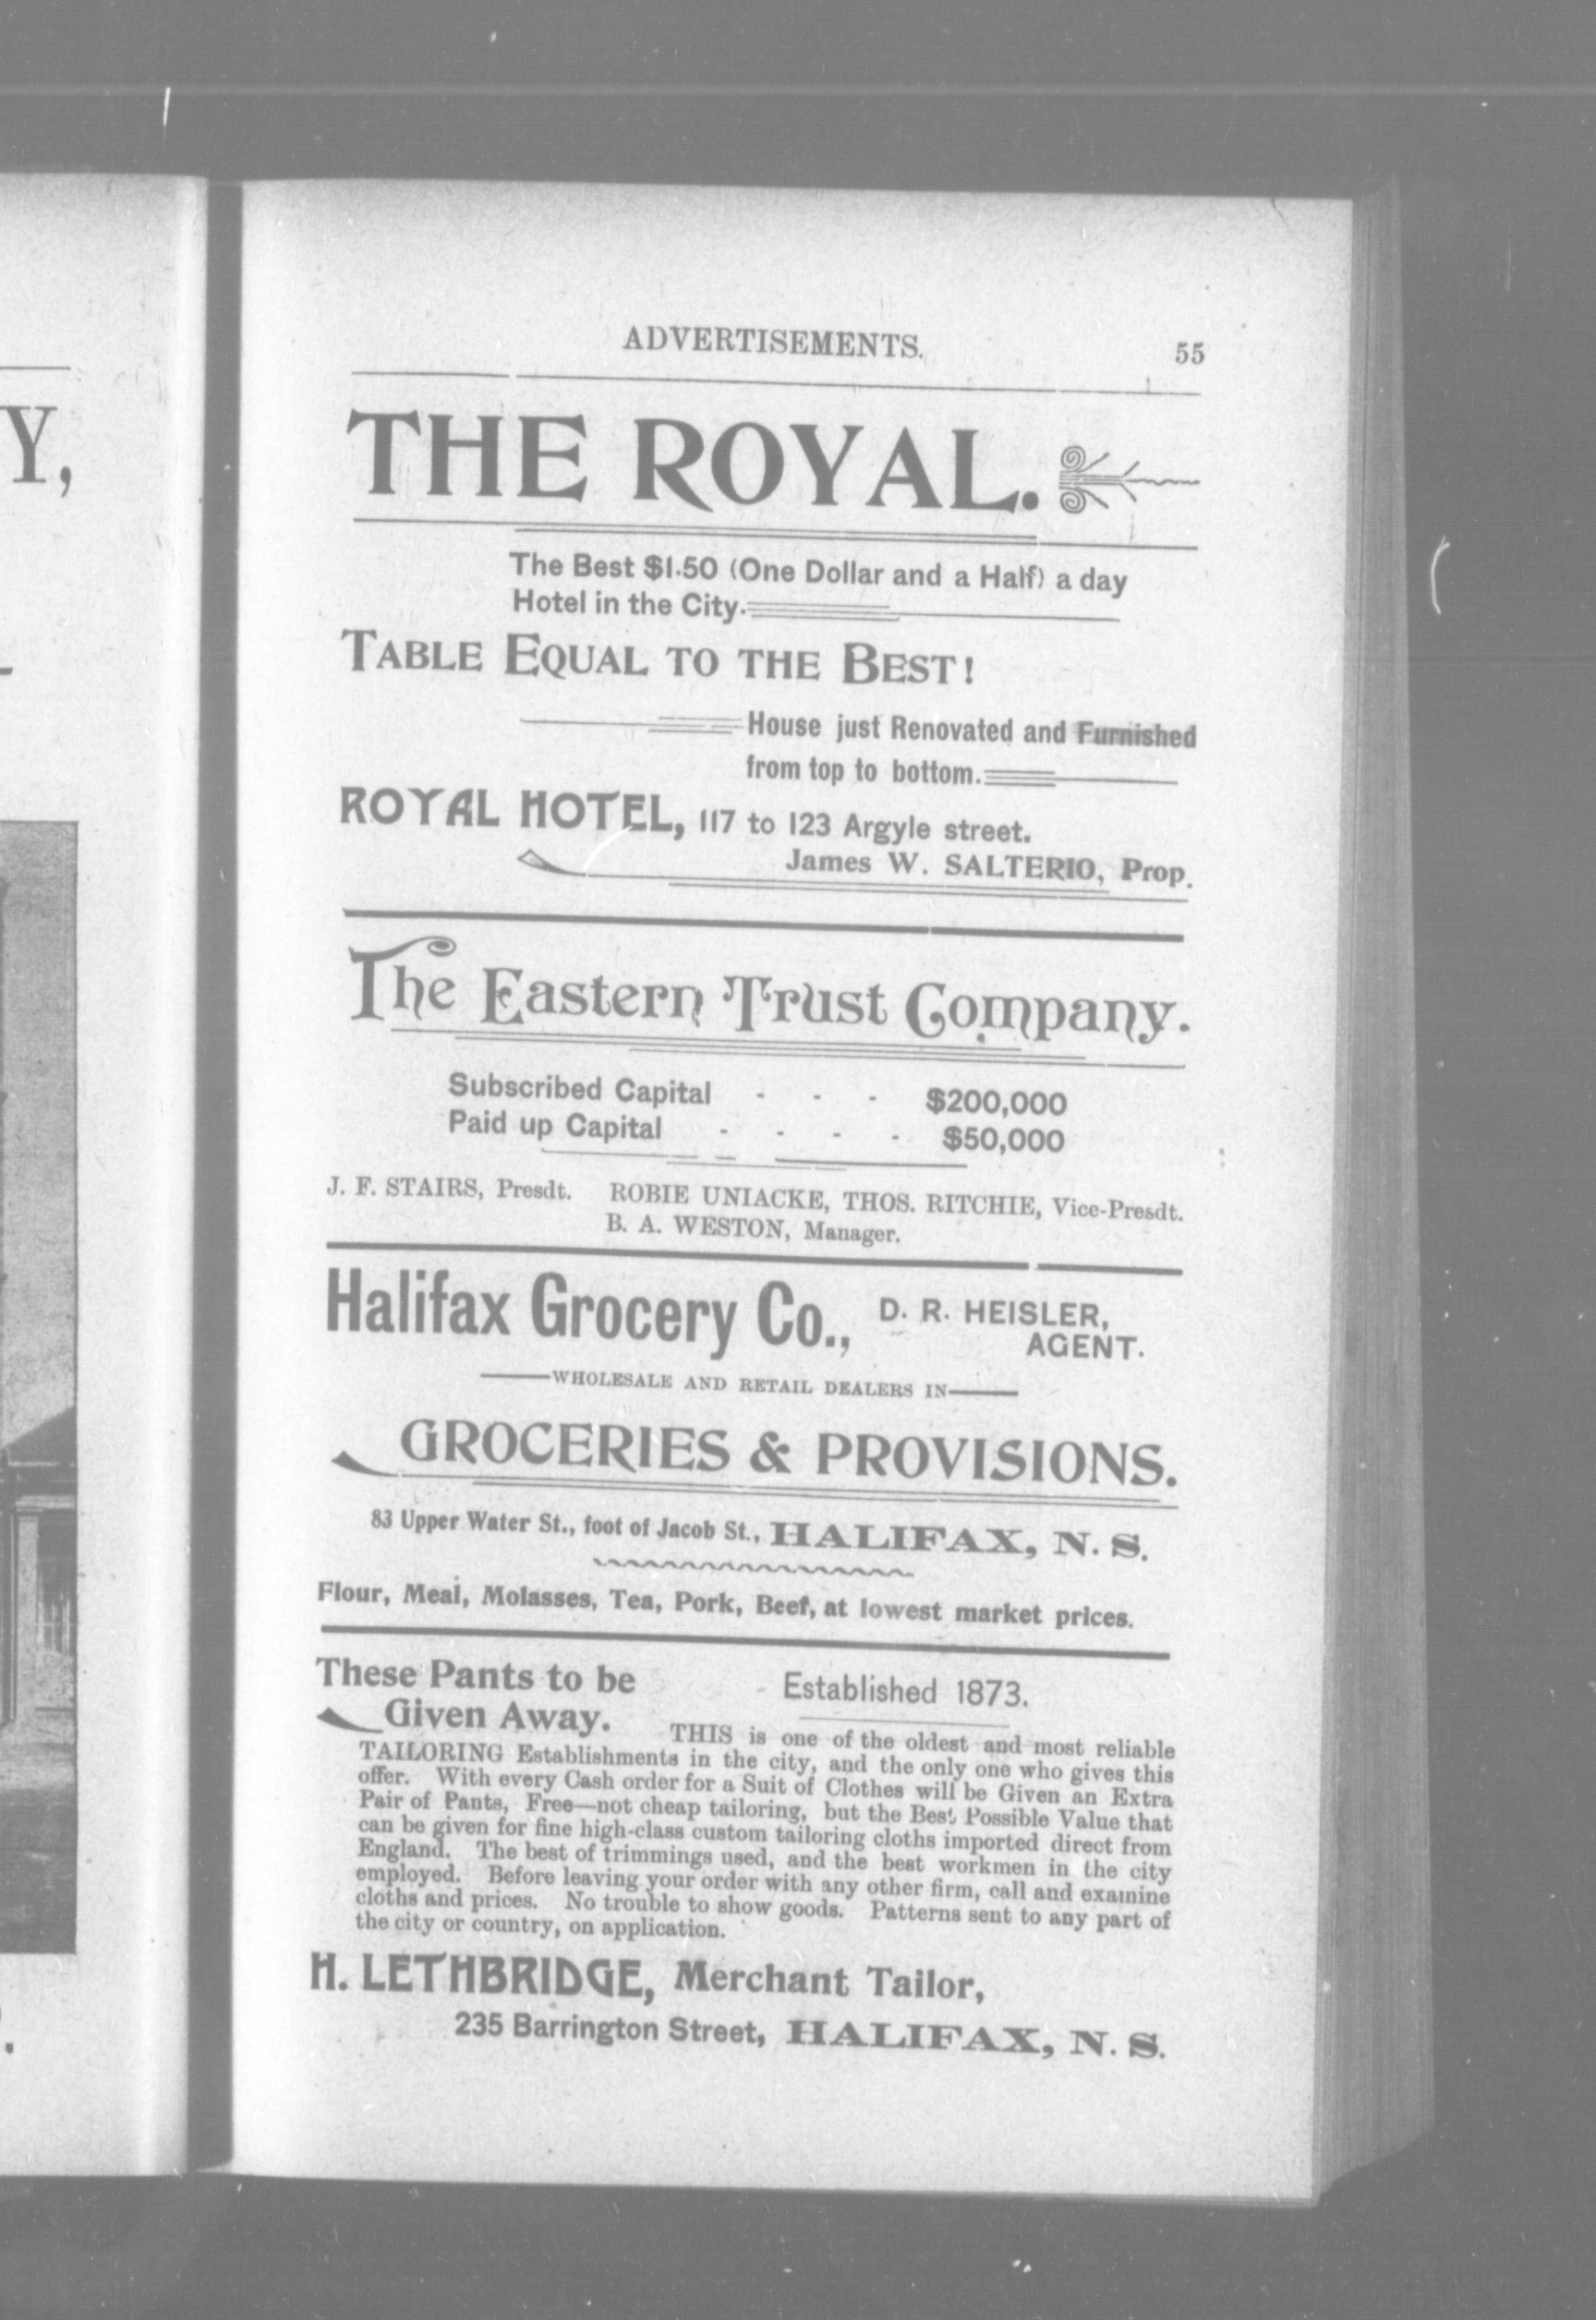 Y,
ADVERTISEMENTS. 55
THE ROYAL.
The Best $1.50 (One Dollar and a Half) a day
Hotel in the City.
TABLE EQUAL TO THE BEST!
House just Renovated and Furnished
from top to bottom.
ROYAL HOTEL, 117 to 123 Argyle street.
James W. SALTERIO, Prop.
The Eastern Trust Company.
Subscribed Capital - - - $200,000
Paid up Capital - - - - $50,000
J. F. STAIRS, Presdt. ROBIE UNIACKE, THOS. RITCHIE, Vice-Presdt.
B. A. WESTON, Manager.
Halifax Grocery Co., D. R. HEISLER,
AGENT.
WHOLESALE AND RETAIL DEALERS IN
GROCERIES & PROVISIONS.
83 Upper Water St., foot of Jacob St., HALIFAX, N. S.
Flour, Meal, Molasses, Tea, Pork, Beef, at lowest market prices.
These Pants to be
Given Away.
Established 1873.
THIS is one of the oldest and most reliable
TAILORING Establishments in the city, and the only one who gives this
offer. With every Cash order for a Suit of Clothes will be Given an Extra
Pair of Pants, Free—not cheap tailoring, but the Best Possible Value that
can be given for fine high-class custom tailoring cloths imported direct from
England. The best of trimmings used, and the best workmen in the city
employed. Before leaving your order with any other firm, call and examine
cloths and prices. No trouble to show goods. Patterns sent to any part of
the city or country, on application.
H. LETHBRIDGE, Merchant Tailor,
235 Barrington Street, HALIFAX, N. S.